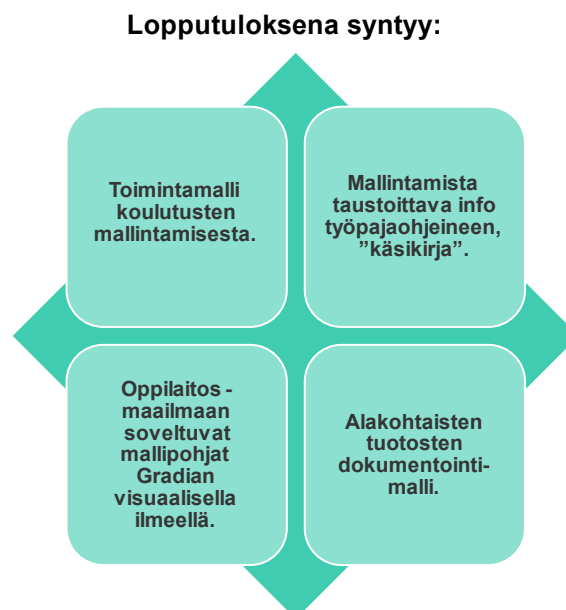 Lopputuloksena syntyy:
Toimintamalli
koulutusten
mallintamisesta.
Mallintamista
taustoittava info
työpajaohjeineen,
”käsikirja”.
Oppilaitos -
maailmaan
soveltuvat
mallipohjat
Gradian
visuaalisella
ilmeellä.
Alakohtaisten
tuotosten
dokumentointi-
malli.